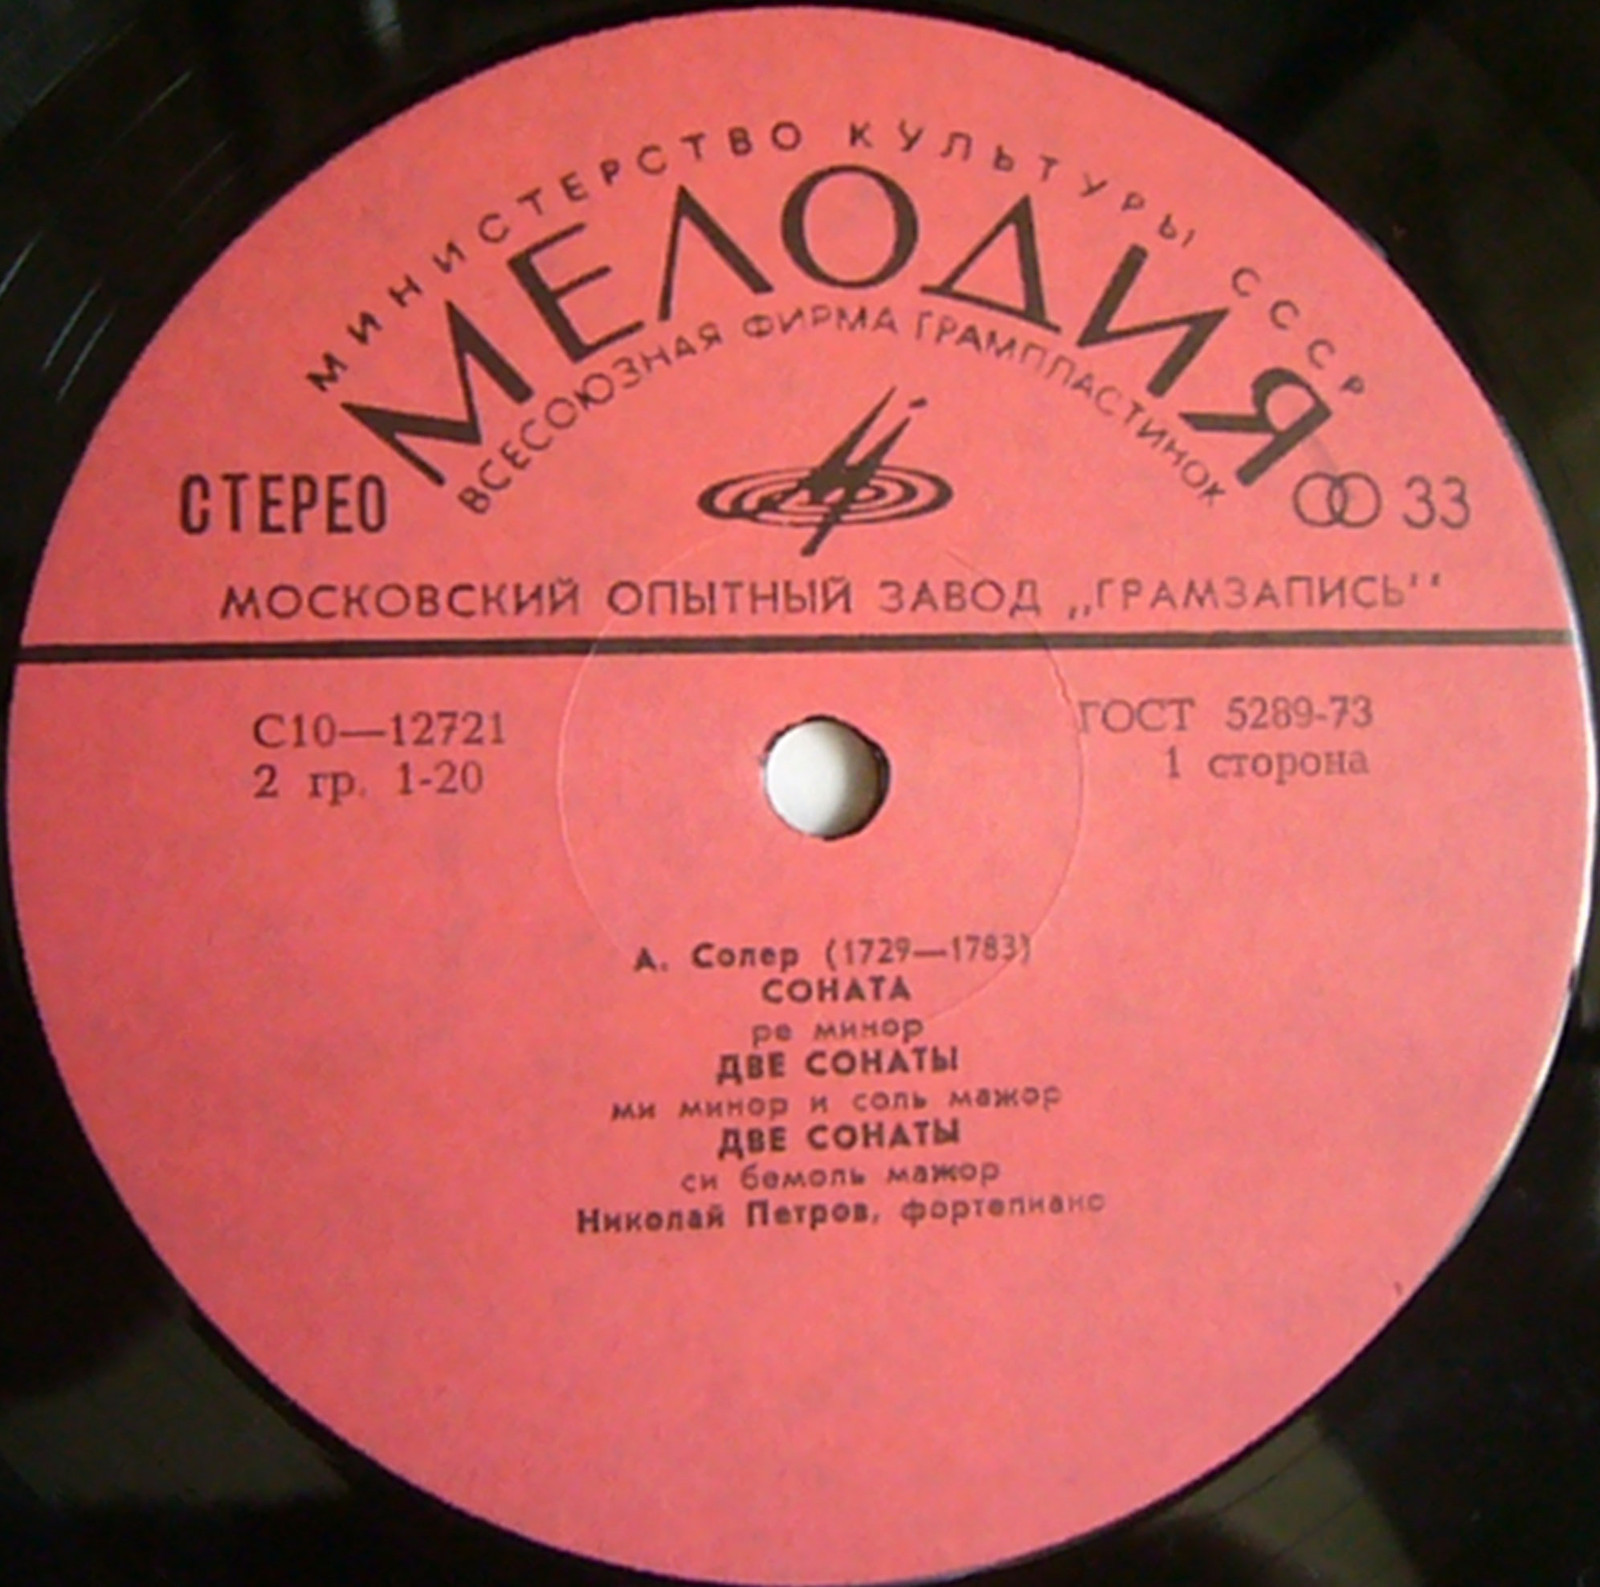 МИНИСТЕРСТВО КУЛЬТУРЫ СССР
МЕЛОДИЯ
ВСЕСОЮЗНАЯ ФИРМА ГРАМПЛАСТИНОК
СТЕРЕО
33
МОСКОВСКИЙ ОПЫТНЫЙ ЗАВОД „ГРАМЗАПИСЬ“
С10—12721
ГОСТ 5289-73
2 гр. 1-20
1 сторона
А. Солер (1729—1783)
СОНАТА
ре минор
ДВЕ СОНАТЫ
ми минор и соль мажор
ДВЕ СОНАТЫ
си бемоль мажор
Николай Петров, фортепиано